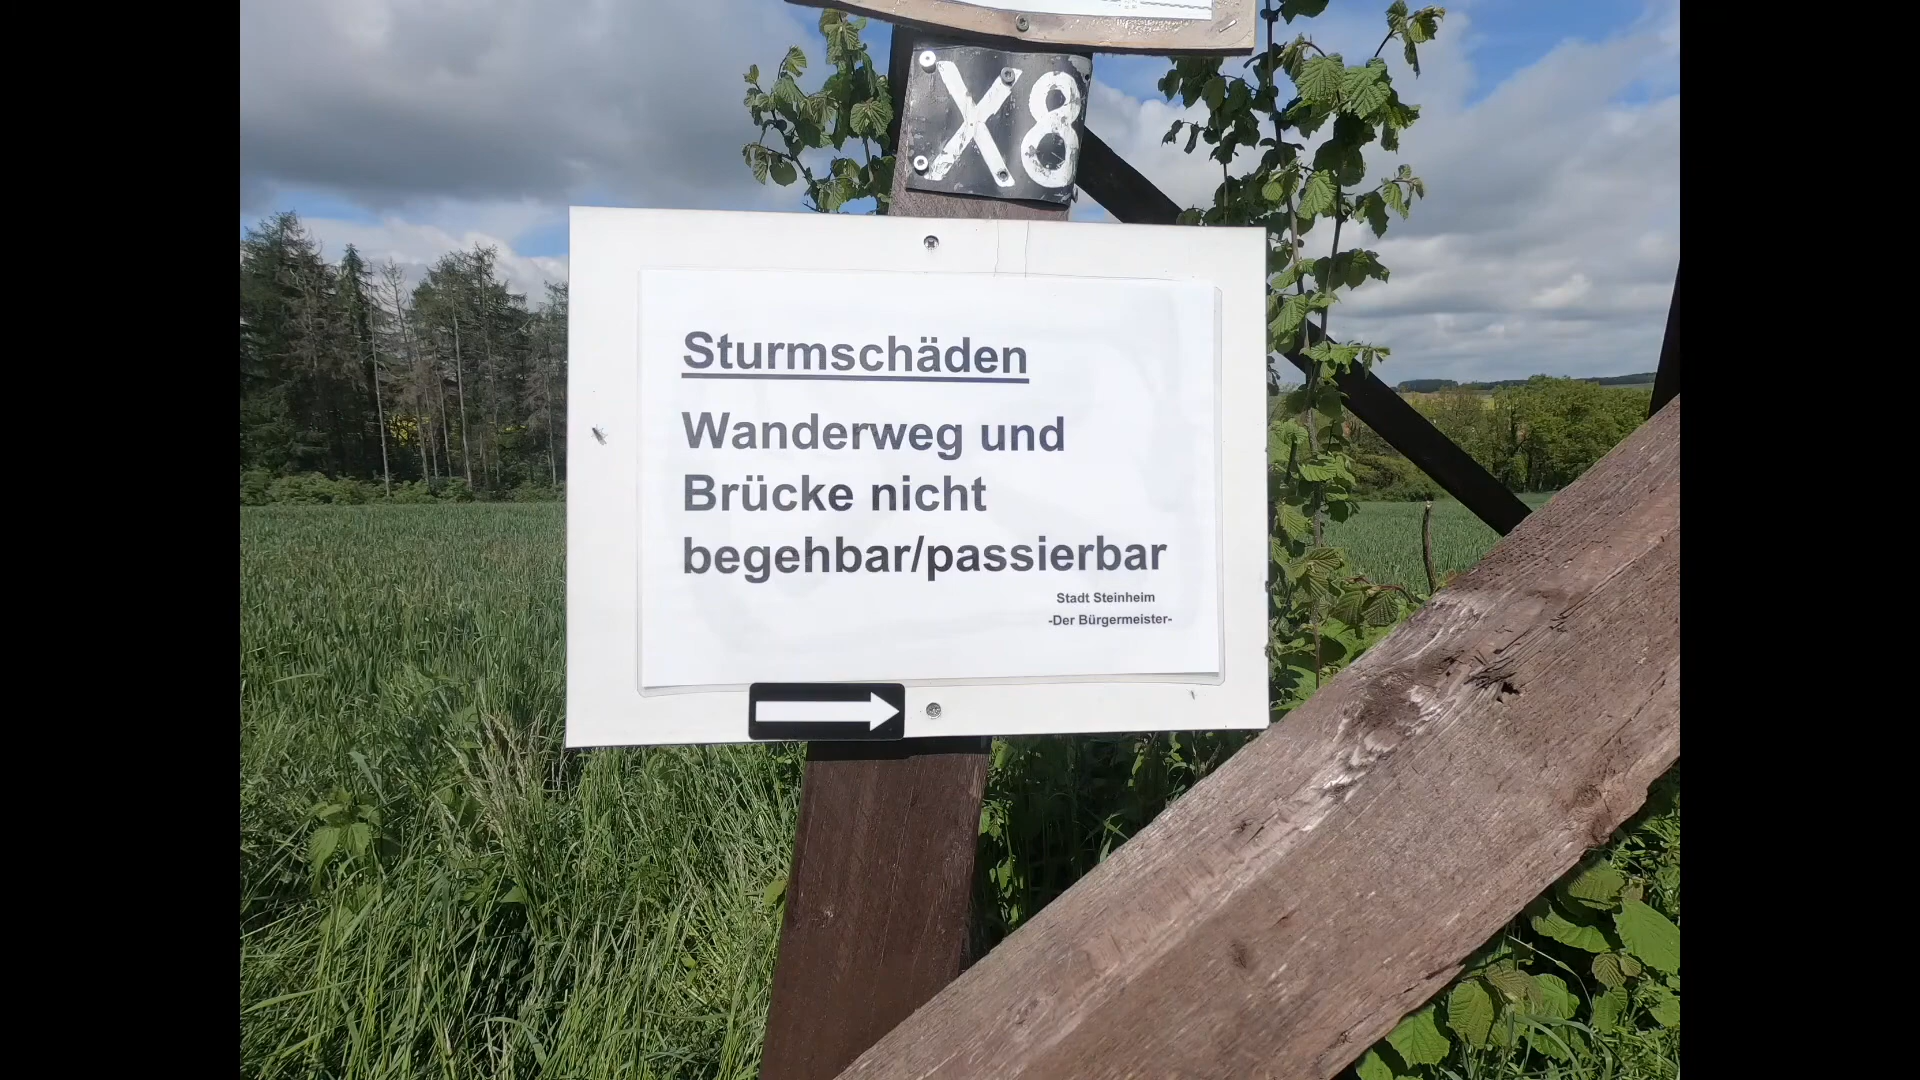 X8
Sturmschäden
Wanderweg und
Brücke nicht
begehbar/passierbar
Stadt Steinheim
-Der Bürgermeister-